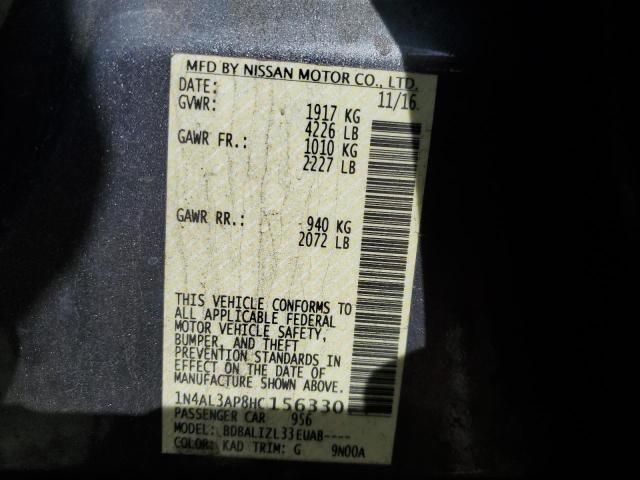 MFD BY NISSAN MOTOR CO., LTD.
DATE: 11/16
GVWR: 1917 KG
4226 LB
GAWR FR: 1010 KG
2227 LB
GAWR RR: 940 KG
2072 LB
THIS VEHICLE CONFORMS TO
ALL APPLICABLE FEDERAL
MOTOR VEHICLE SAFETY,
BUMPER, AND THEFT
PREVENTION STANDARDS IN
EFFECT ON THE DATE OF
MANUFACTURE SHOWN ABOVE.
1N4AL3AP8HC156330
PASSENGER CAR 956
MODEL: BDBALIZL33EUAB----
COLOR: KAD TRIM: G 9N00A